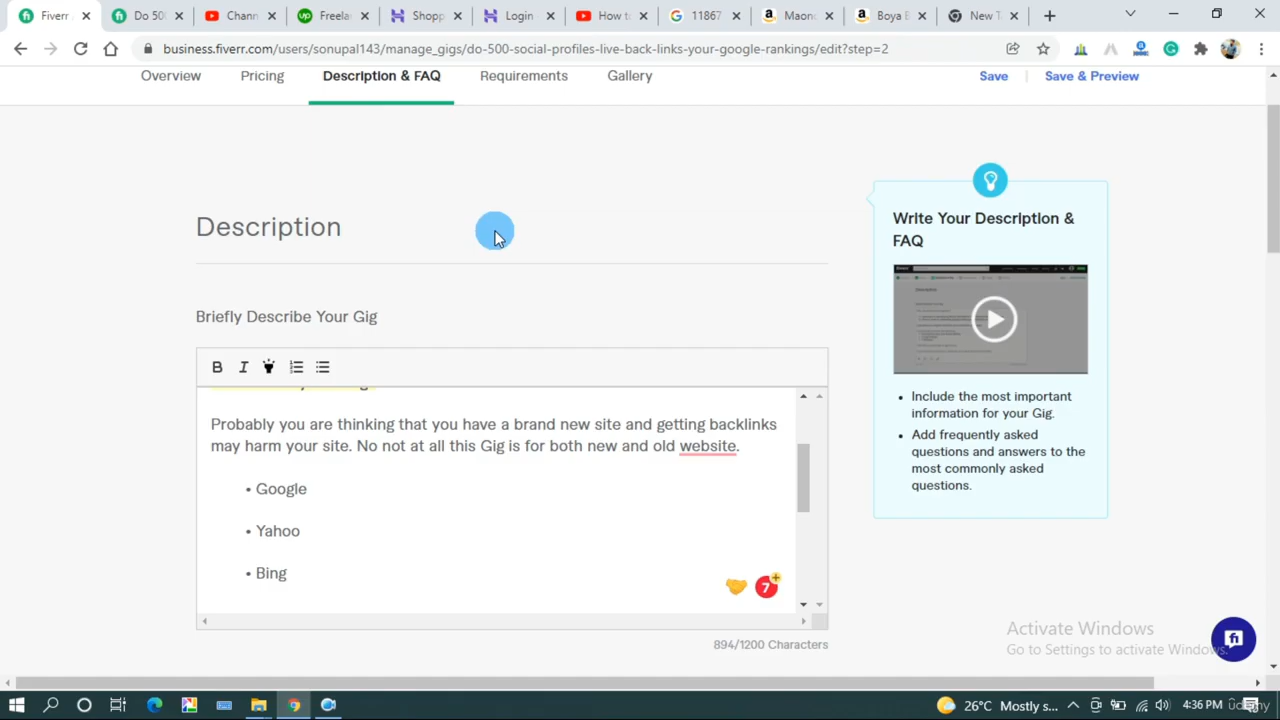 Fiverr
Do 500
Chann
Freela
Shopp
Login
How to
11867
Maono
Boya B
New T
business.fiverr.com/users/sonupal143/manage_gigs/do-500-social-profiles-live-back-links-your-google-rankings/edit?step=2
Overview
Pricing
Description & FAQ
Requirements
Gallery
Save
Save & Preview
Description
Write Your Description &
FAQ
Briefly Describe Your Gig
Probably you are thinking that you have a brand new site and getting backlinks
may harm your site. No not at all this Gig is for both new and old website.
• Google
• Yahoo
• Bing
7
• Include the most important
information for your Gig.
• Add frequently asked
questions and answers to the
most commonly asked
questions.
894/1200 Characters
Activate Windows
Go to Settings to activate Windows.
26°C Mostly s...
4:36 PM
Udemy